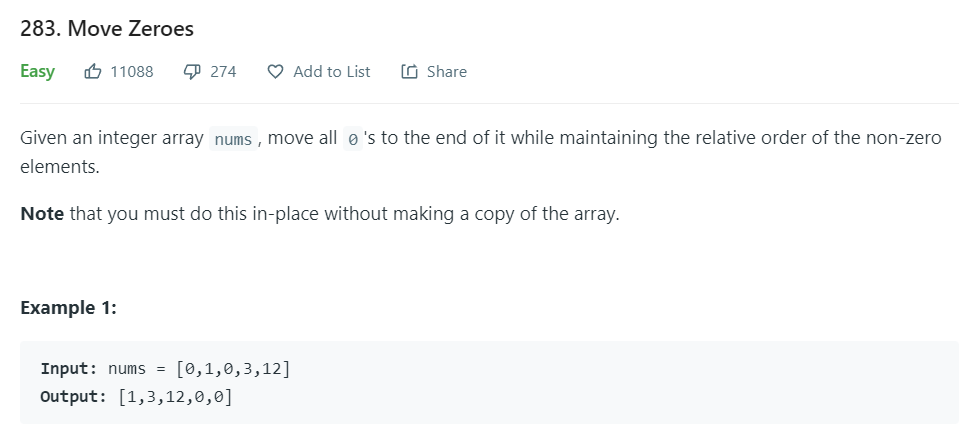 283. Move Zeroes
Easy 11088 274 Add to List Share
Given an integer array nums, move all 0's to the end of it while maintaining the relative order of the non-zero
elements.
Note that you must do this in-place without making a copy of the array.
Example 1:
Input: nums = [0,1,0,3,12]
Output: [1,3,12,0,0]